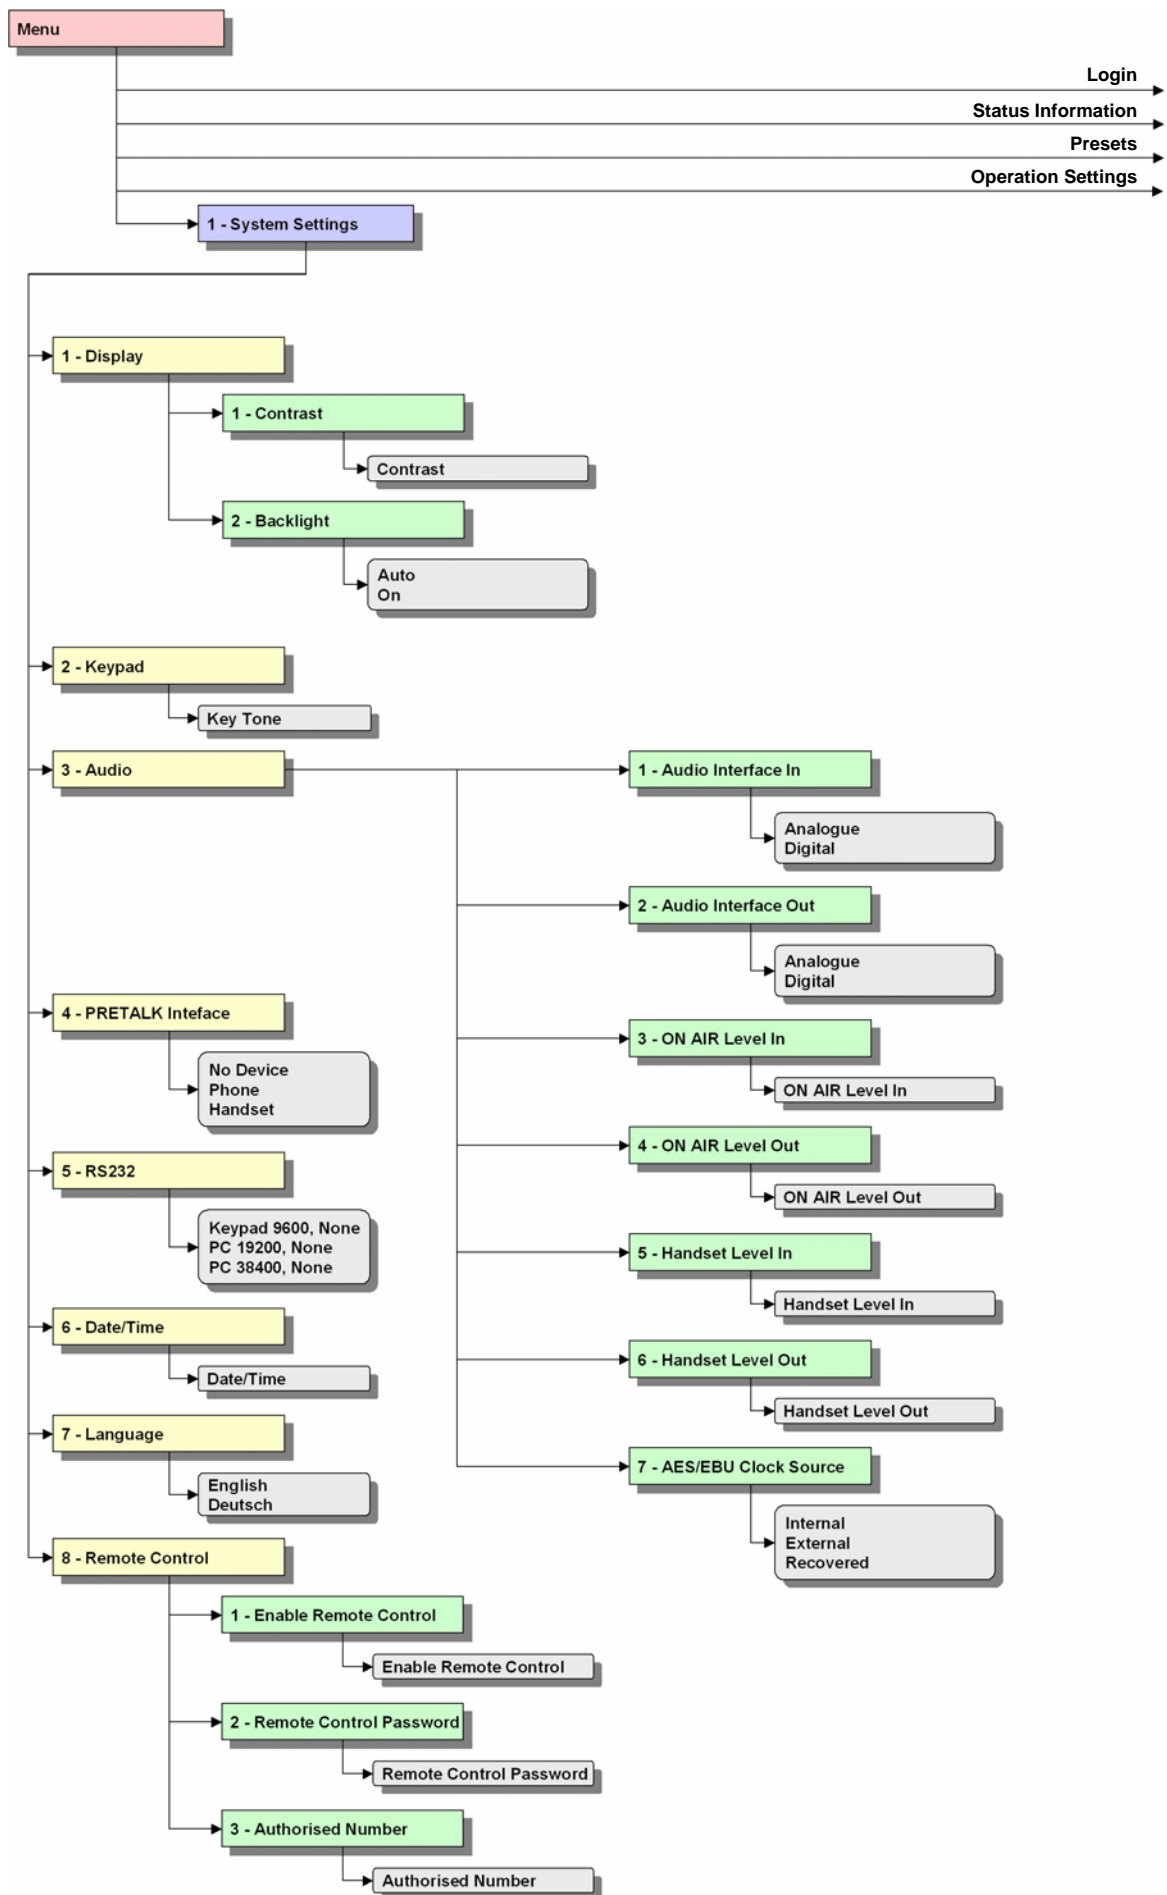 Menu
Login
Status Information
Presets
Operation Settings
1 - System Settings
1 - Display
1 - Contrast
Contrast
2 - Backlight
Auto
On
2 - Keypad
Key Tone
3 - Audio
1 - Audio Interface In
Analogue
Digital
2 - Audio Interface Out
Analogue
Digital
3 - ON AIR Level In
ON AIR Level In
4 - ON AIR Level Out
ON AIR Level Out
5 - Handset Level In
Handset Level In
6 - Handset Level Out
Handset Level Out
7 - AES/EBU Clock Source
Internal
External
Recovered
4 - PRETALK Inteface
No Device
Phone
Handset
5 - RS232
Keypad 9600, None
PC 19200, None
PC 38400, None
6 - Date/Time
Date/Time
7 - Language
English
Deutsch
8 - Remote Control
1 - Enable Remote Control
Enable Remote Control
2 - Remote Control Password
Remote Control Password
3 - Authorised Number
Authorised Number